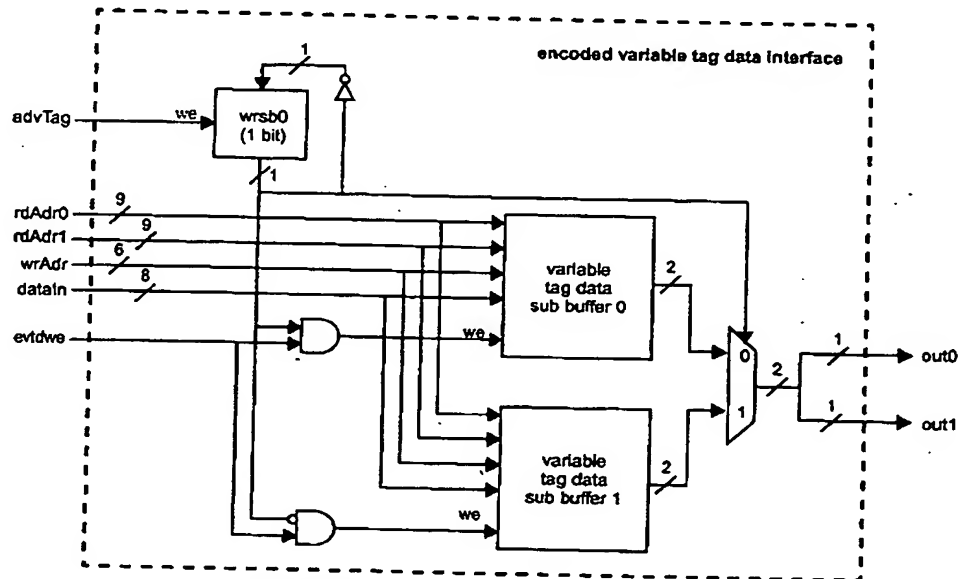 encoded variable tag data interface
1
advTag
we
wrsb0
(1 bit)
1
rdAdr0
9
rdAdr1
9
wrAdr
6
dataIn
8
evtdwe
variable
tag data
sub buffer 0
we
2
0
1
2
1
out0
1
out1
variable
tag data
sub buffer 1
we
2